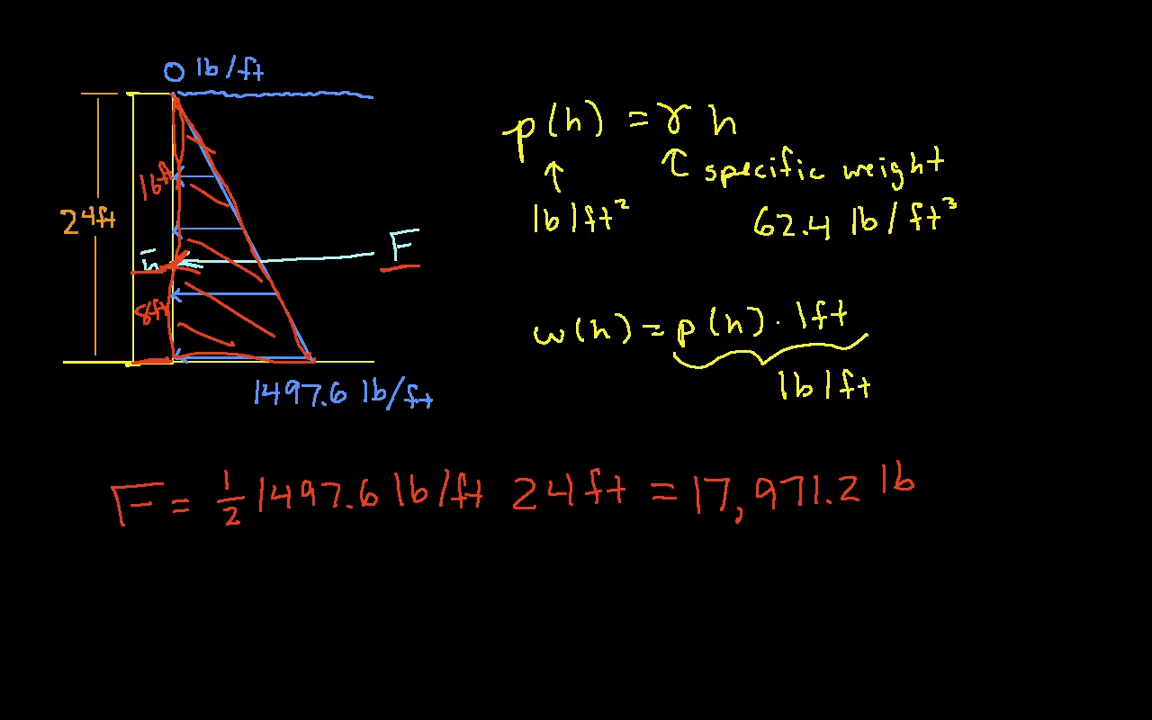 0 lb/ft
p(h) = γ h
specific weight
lb/ft²
62.4 lb/ft³
16ft
24ft
F
h̄
8ft
w(h) = p(h) · 1ft
lb/ft
1497.6 lb/ft
F = 1/2 1497.6 lb/ft 24ft = 17,971.2 lb